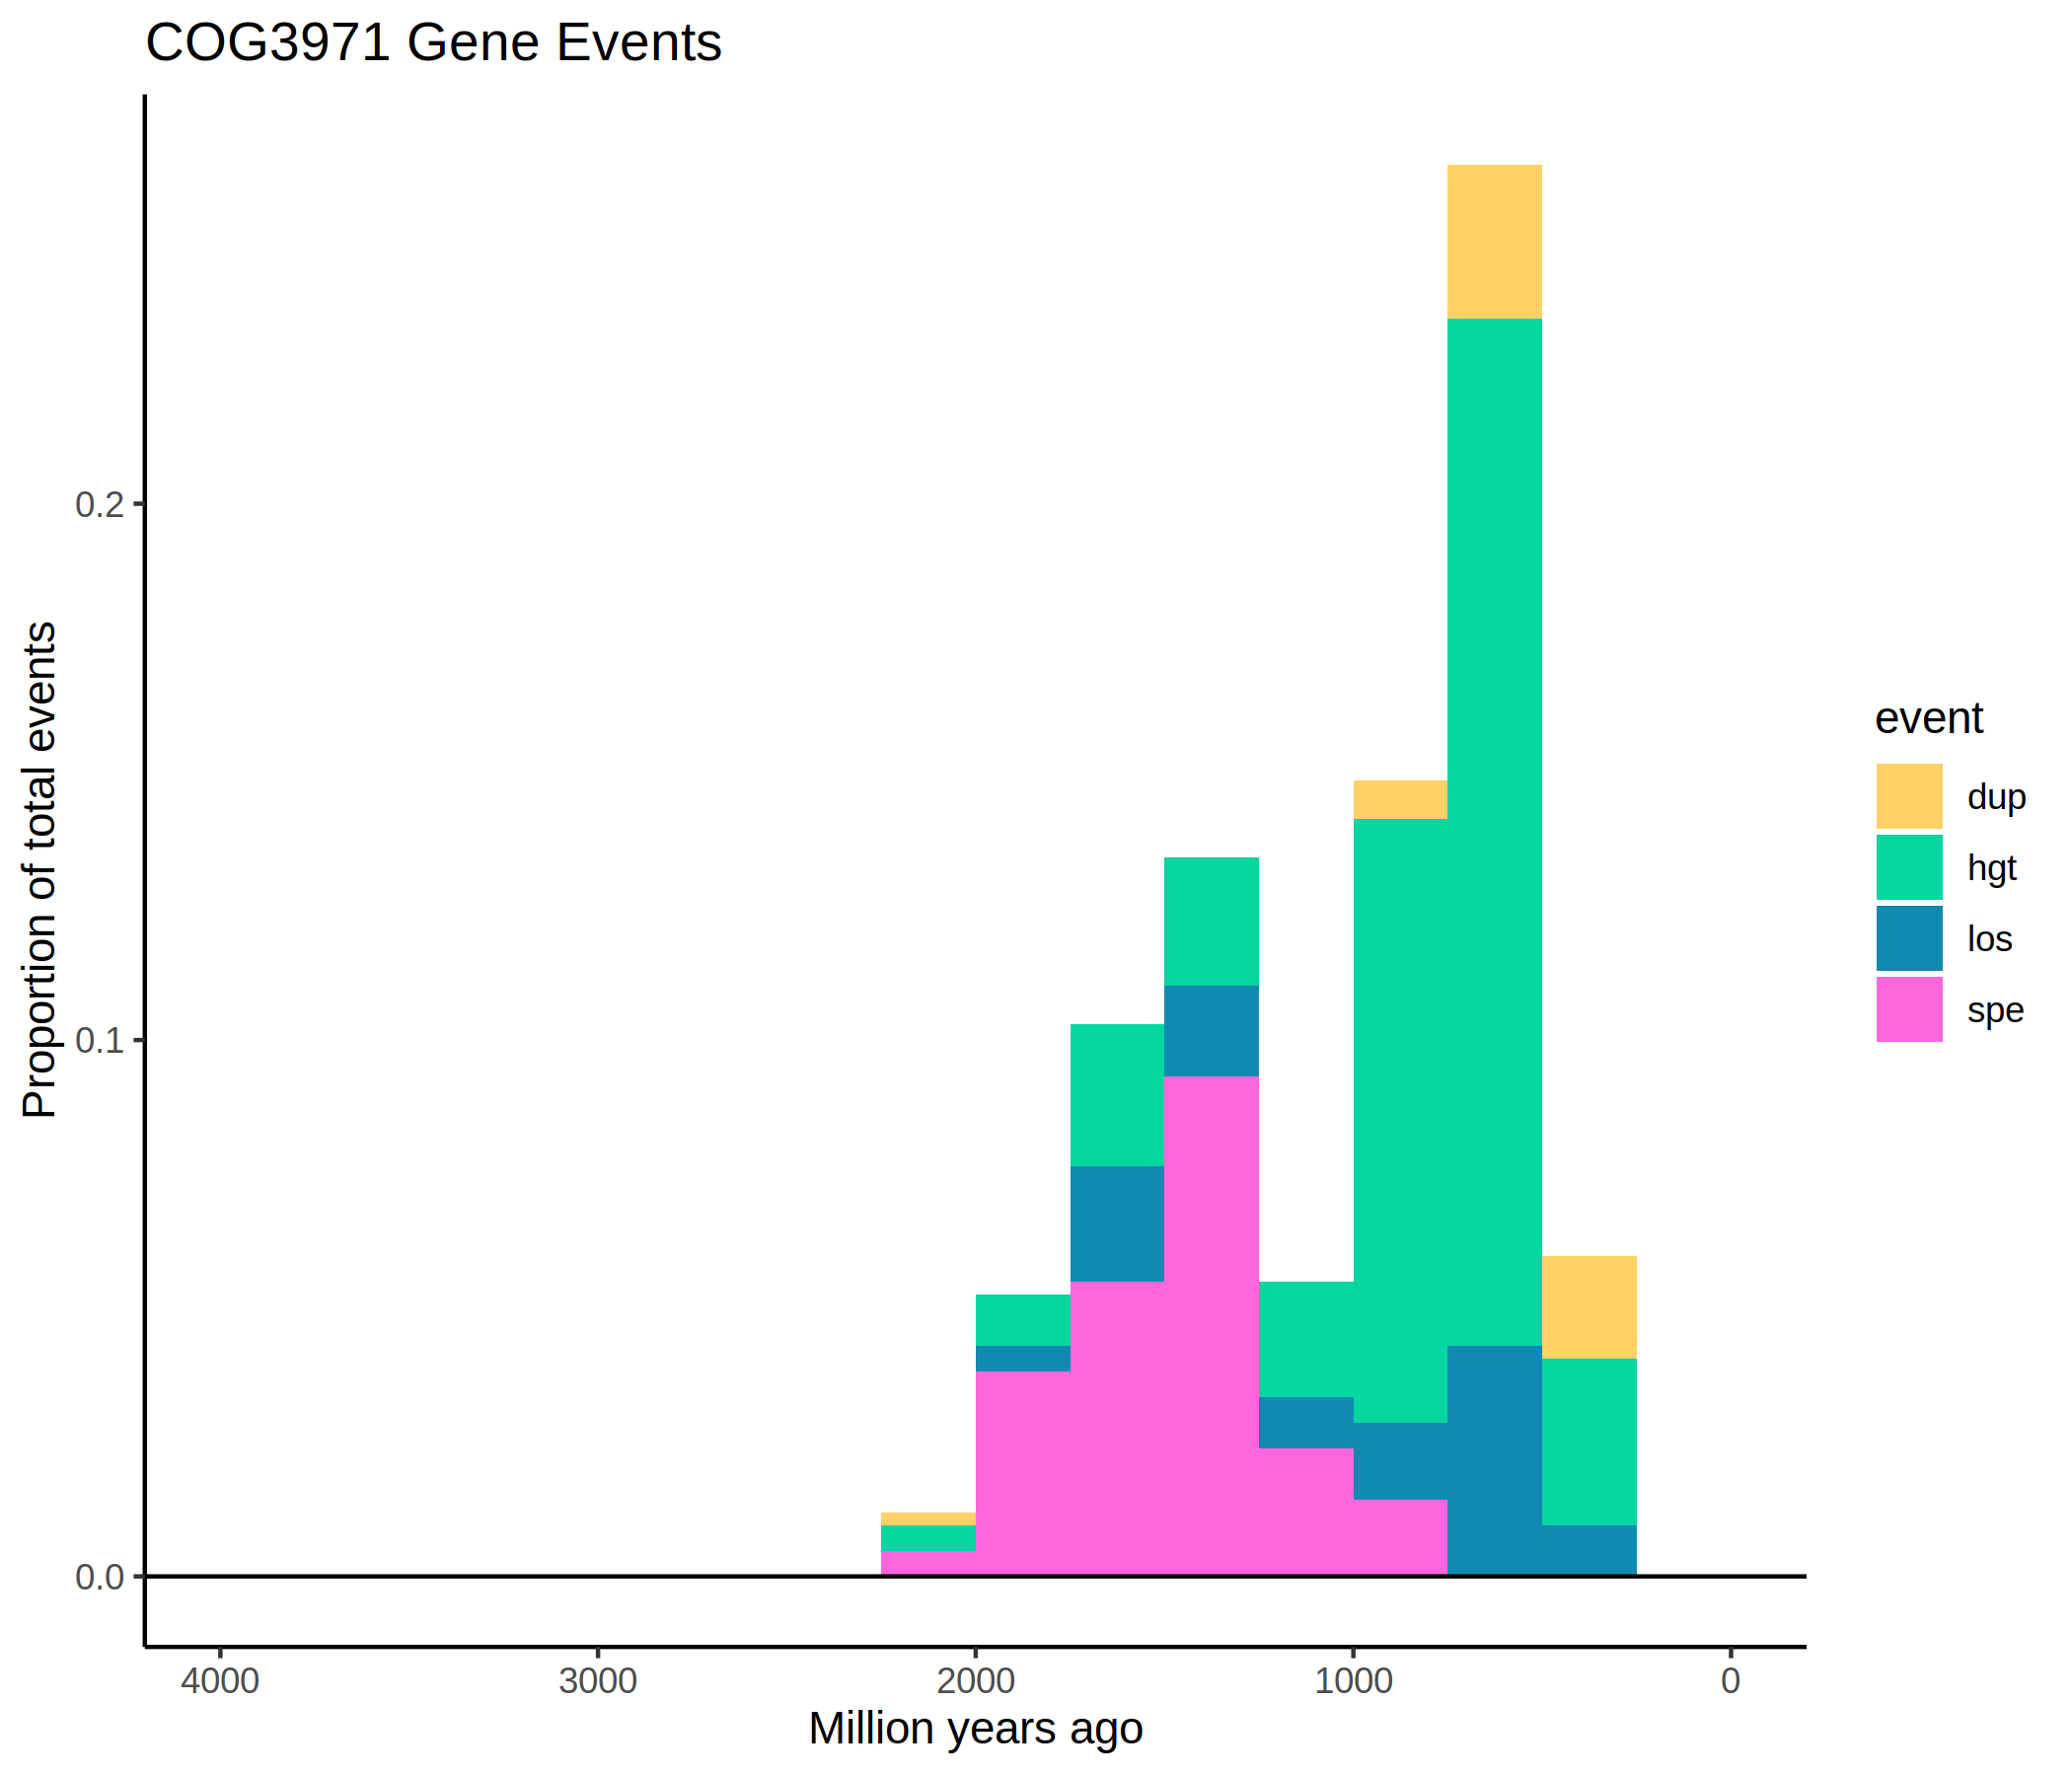 COG3971 Gene Events
Proportion of total events
0.2
0.1
0.0
4000 3000 2000 1000 0
Million years ago
event
dup
hgt
los
spe